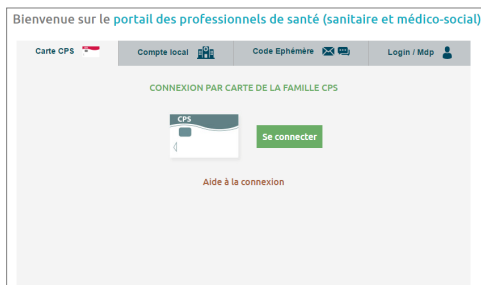 Bienvenue sur le portail des professionnels de santé (sanitaire et médico-social)
Carte CPS Compte local Code Ephémère Login / Mdp
CONNEXION PAR CARTE DE LA FAMILLE CPS
CPS
Se connecter
Aide à la connexion